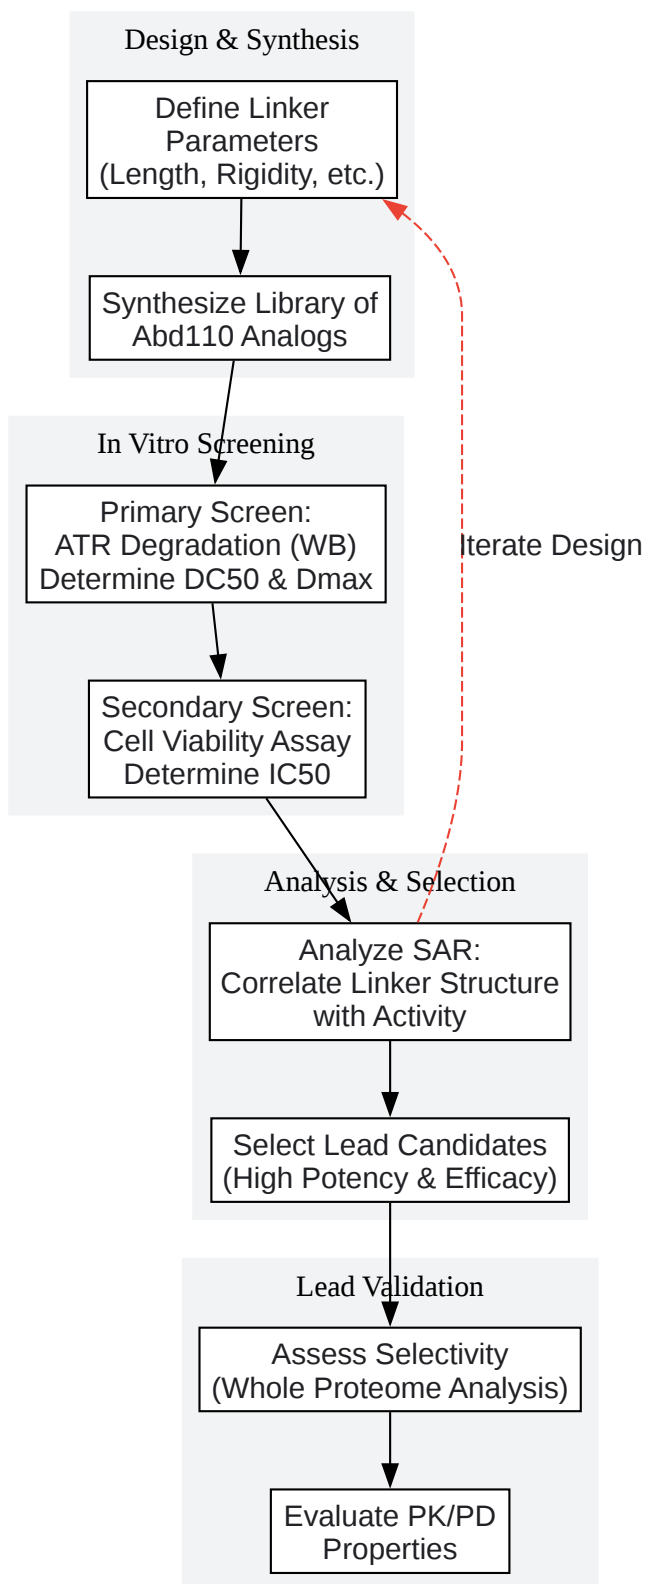 Design & Synthesis
Define Linker
Parameters
(Length, Rigidity, etc.)
Synthesize Library of
Abd110 Analogs
In Vitro Screening
Primary Screen:
ATR Degradation (WB)
Determine DC50 & Dmax
Iterate Design
Secondary Screen:
Cell Viability Assay
Determine IC50
Analysis & Selection
Analyze SAR:
Correlate Linker Structure
with Activity
Select Lead Candidates
(High Potency & Efficacy)
Lead Validation
Assess Selectivity
(Whole Proteome Analysis)
Evaluate PK/PD
Properties